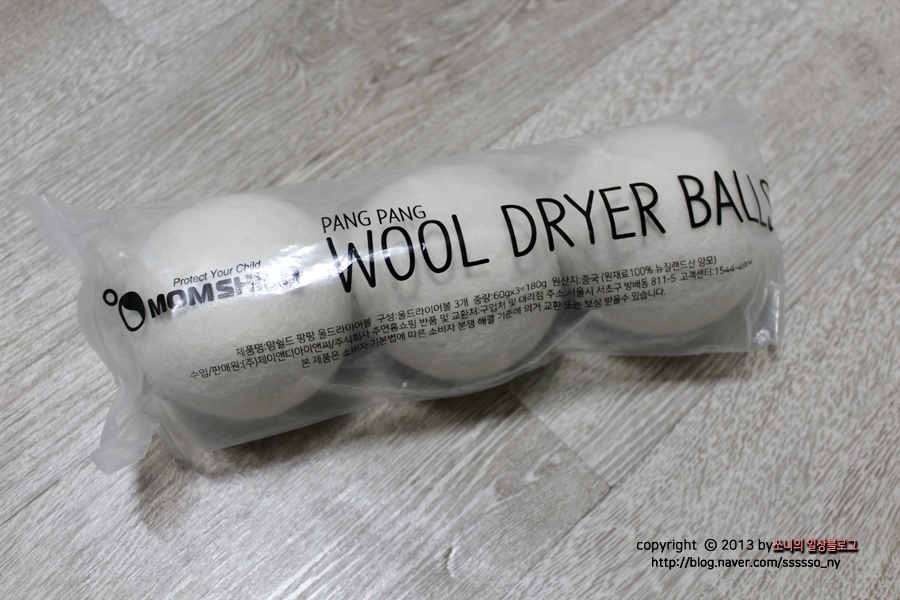 PANG PANG
WOOL DRYER BALLS
Protect Your Child
MOMSHIELD
제품명:맘쉴드 팡팡 울드라이어볼 구성:울드라이어볼 3개 중량:60gx3=180g 원산지:중국 (원재료100% 뉴질랜드산 양모)
수입/판매원:(주)제이앤디아이앤씨/주식회사 주연홈쇼핑 반품 및 교환처:구입처 및 대리점 주소:서울시 서초구 방배동 811-5 고객센터:1544-
본 제품은 소비자 기본법에 따른 소비자 분쟁 해결 기준에 의거 교환 또는 보상 받을수 있습니다.
copyright © 2013 by쏘니의 일상블로그
http://blog.naver.com/ssssso_ny